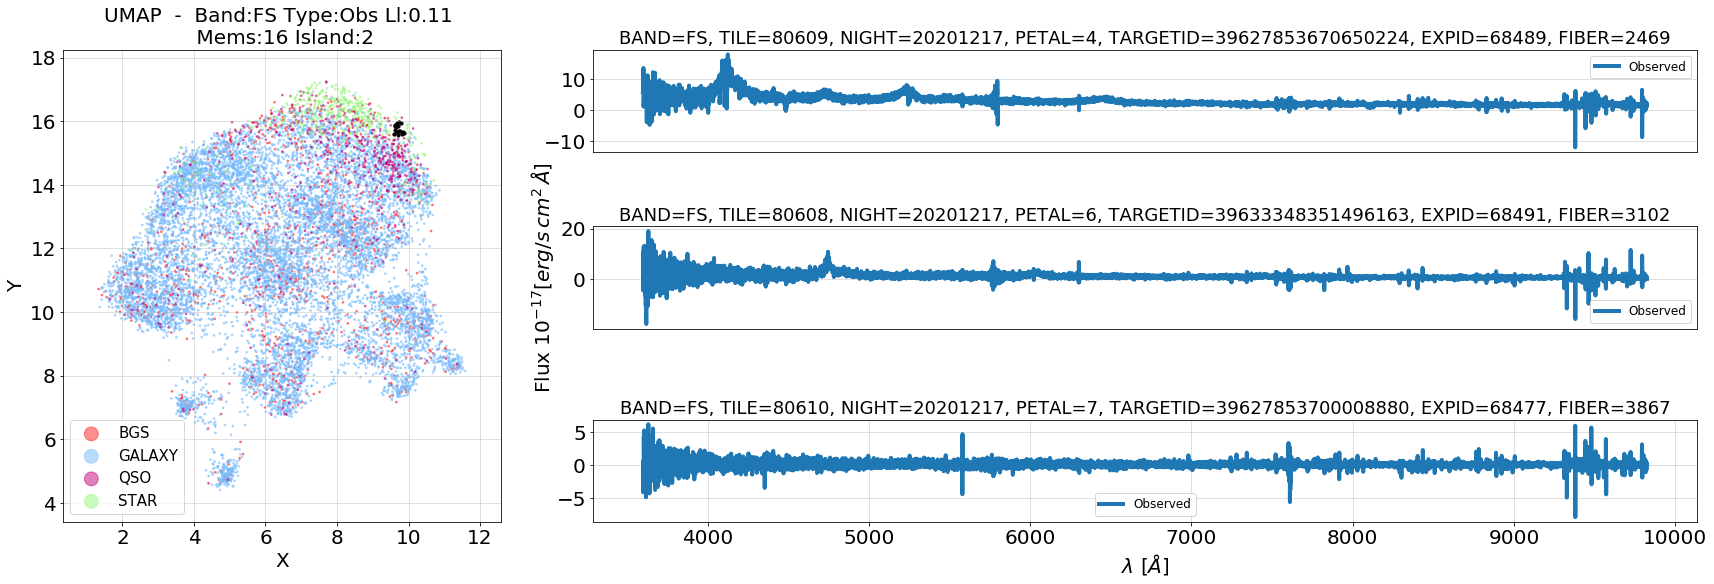 UMAP - Band:FS Type:Obs Ll:0.11
Mems:16 Island:2
18
16
14
12
10
8
6
4
Y
BGS
GALAXY
QSO
STAR
2
4
6
8
10
12
X
Flux 10⁻¹⁷[erg/s cm² Å]
BAND=FS, TILE=80609, NIGHT=20201217, PETAL=4, TARGETID=39627853670650224, EXPID=68489, FIBER=2469
10
0
−10
Observed
BAND=FS, TILE=80608, NIGHT=20201217, PETAL=6, TARGETID=39633348351496163, EXPID=68491, FIBER=3102
20
0
Observed
BAND=FS, TILE=80610, NIGHT=20201217, PETAL=7, TARGETID=39627853700008880, EXPID=68477, FIBER=3867
5
0
−5
Observed
4000
5000
6000
7000
8000
9000
10000
λ [Å]